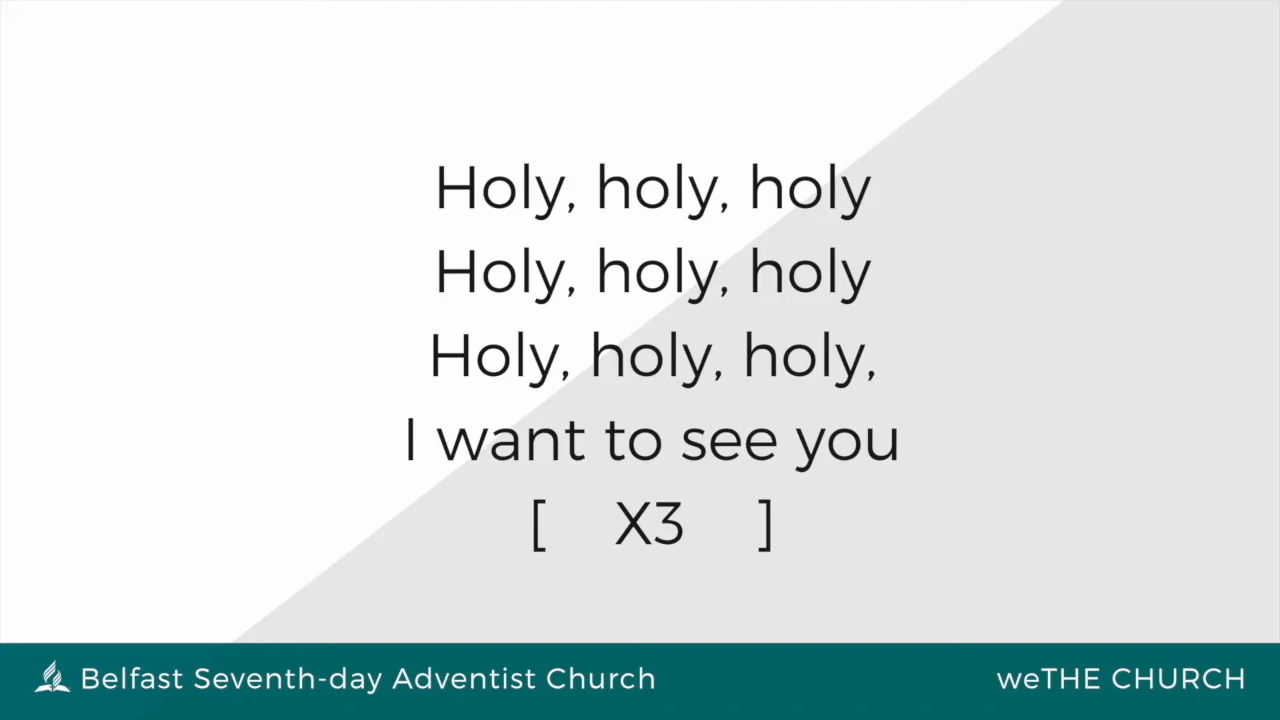 Holy, holy, holy
Holy, holy, holy
Holy, holy, holy,
I want to see you
[ X3 ]
Belfast Seventh-day Adventist Church
weTHE CHURCH